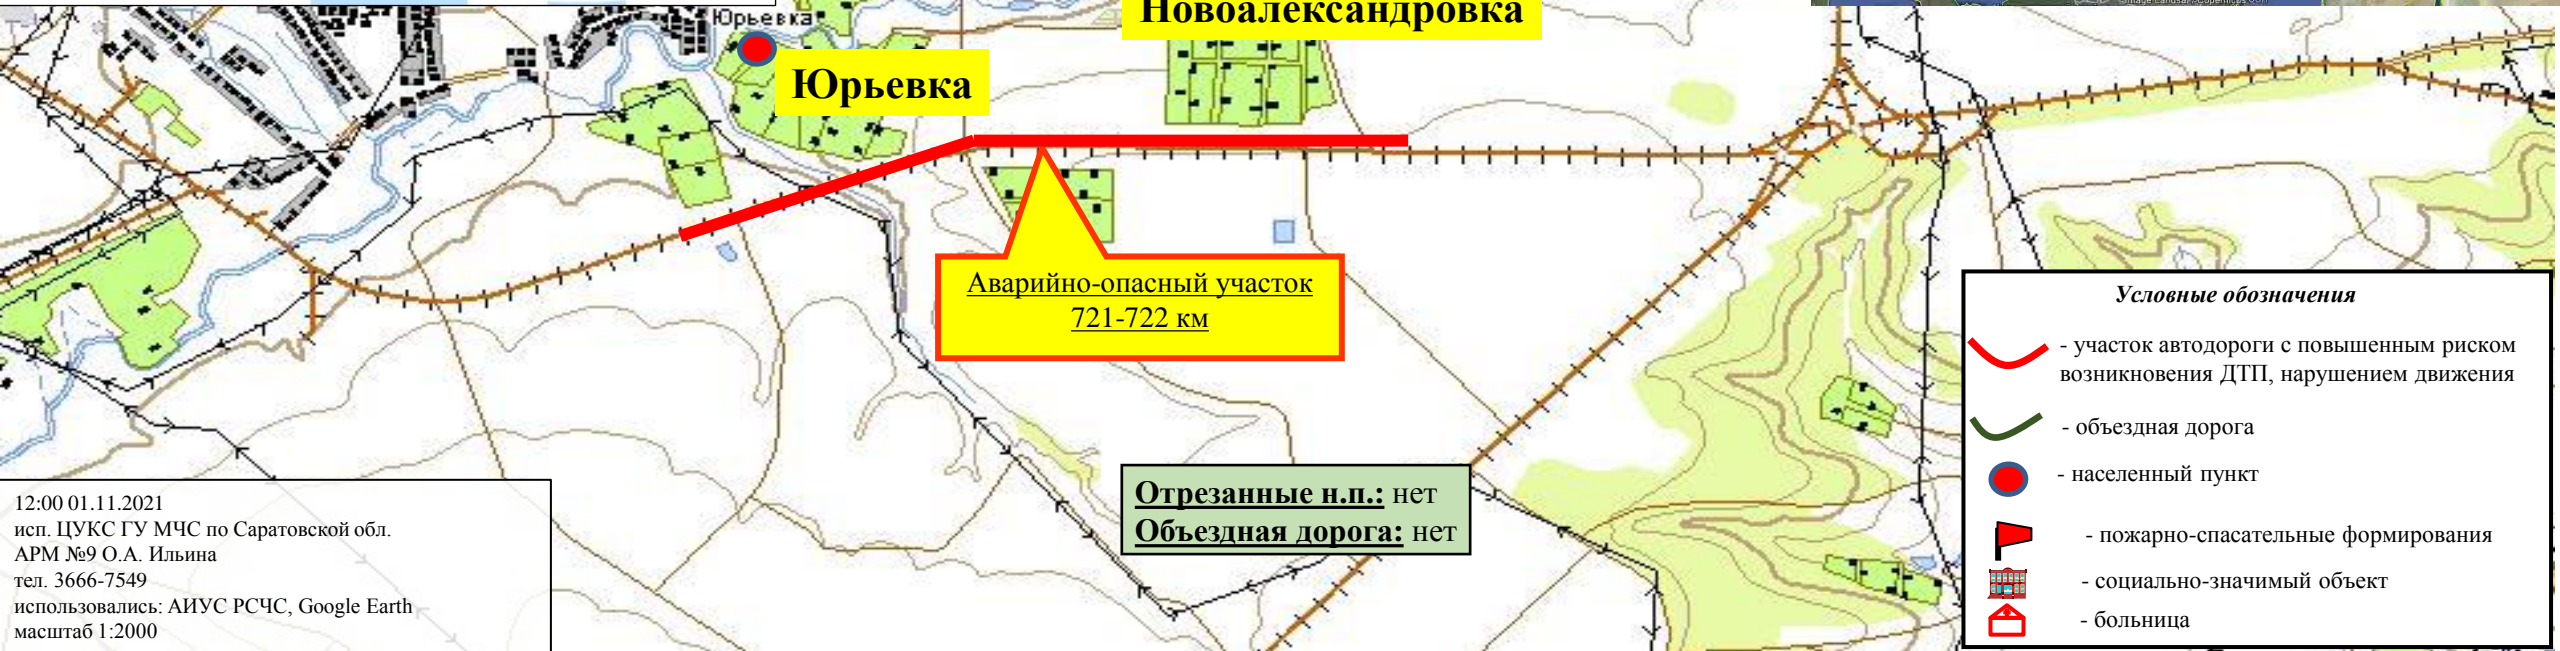 Юрьевка
Новоалександровка
Юрьевка
Аварийно-опасный участок
721-722 км
Условные обозначения
- участок автодороги с повышенным риском
возникновения ДТП, нарушением движения
- объездная дорога
- населенный пункт
- пожарно-спасательные формирования
- социально-значимый объект
- больница
Отрезанные н.п.: нет
Объездная дорога: нет
12:00 01.11.2021
исп. ЦУКС ГУ МЧС по Саратовской обл.
АРМ №9 О.А. Ильина
тел. 3666-7549
использовались: АИУС РСЧС, Google Earth
масштаб 1:2000